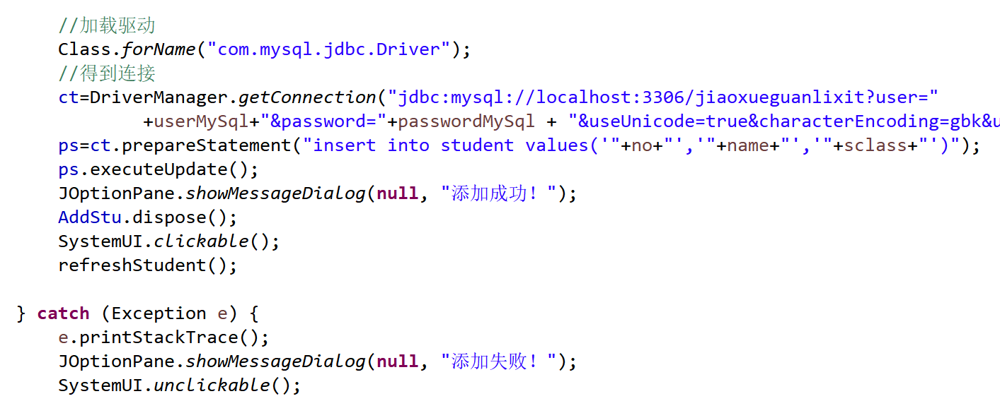 //加载驱动
Class.forName("com.mysql.jdbc.Driver");
//得到连接
ct=DriverManager.getConnection("jdbc:mysql://localhost:3306/jiaoxueguanlixit?user="
+userMySql+"&password="+passwordMySql + "&useUnicode=true&characterEncoding=gbk&u
ps=ct.prepareStatement("insert into student values('"+no+"','"+name+"','"+sclass+"')");
ps.executeUpdate();
JOptionPane.showMessageDialog(null, "添加成功！");
AddStu.dispose();
SystemUI.clickable();
refreshStudent();
} catch (Exception e) {
e.printStackTrace();
JOptionPane.showMessageDialog(null, "添加失败！");
SystemUI.unclickable();